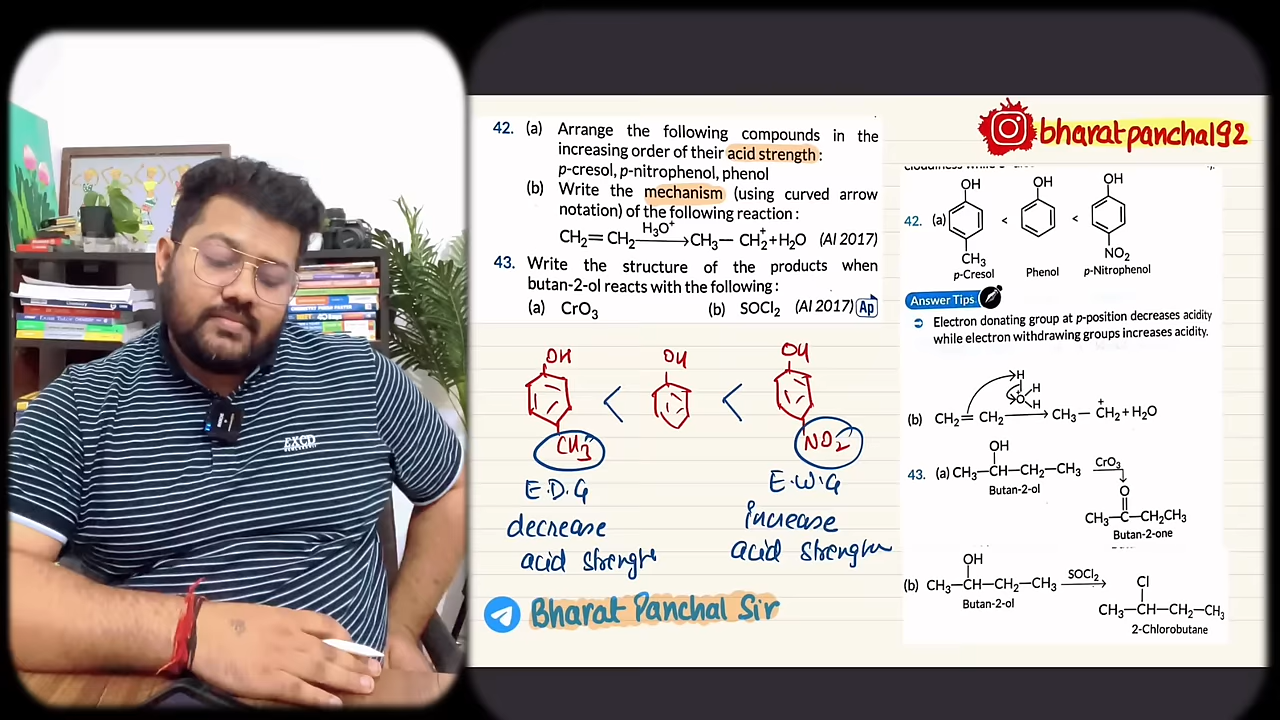 bharatpanchal92
42. (a) Arrange the following compounds in the
increasing order of their acid strength :
p-cresol, p-nitrophenol, phenol
(b) Write the mechanism (using curved arrow
notation) of the following reaction :
H₃O⁺
CH₂=CH₂ ⟶ CH₃— CH₂⁺+H₂O (AI 2017)
43. Write the structure of the products when
butan-2-ol reacts with the following :
(a) CrO₃ (b) SOCl₂ (AI 2017) Ap
OH OH OH
< <
CH₃ NO₂
E.D.G E.W.G
decrease increase
acid strenght acid strength
Bharat Panchal Sir
OH OH OH
42. (a) < <
CH₃ NO₂
p-Cresol Phenol p-Nitrophenol
Answer Tips
Electron donating group at p-position decreases acidity
while electron withdrawing groups increases acidity.
H
H
O
H
(b) CH₂=CH₂ ⟶ CH₃— CH₂⁺+H₂O
OH
43. (a) CH₃—CH—CH₂—CH₃ CrO₃
Butan-2-ol
O
CH₃—C—CH₂CH₃
Butan-2-one
OH
(b) CH₃—CH—CH₂—CH₃ SOCl₂ ⟶
Butan-2-ol
Cl
CH₃—CH—CH₂—CH₃
2-Chlorobutane
EXCD